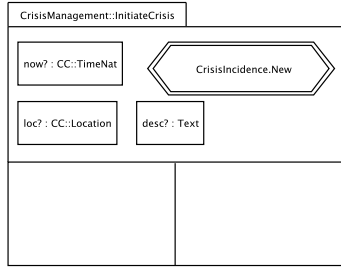 CrisisManagement::InitiateCrisis
now? : CC::TimeNat
CrisisIncidence.New
loc? : CC::Location
desc? : Text